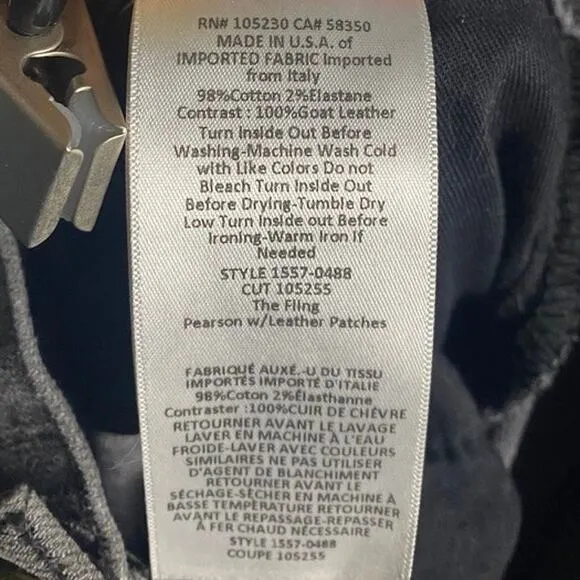 RN# 105230 CA# 58350
MADE IN U.S.A. of
IMPORTED FABRIC Imported
from Italy
98%Cotton 2%Elastane
Contrast : 100%Goat Leather
Turn Inside Out Before
Washing-Machine Wash Cold
with Like Colors Do not
Bleach Turn Inside Out
Before Drying-Tumble Dry
Low Turn Inside out Before
Ironing-Warm Iron If
Needed
STYLE 1557-0488
CUT 105255
The Fling
Pearson w/Leather Patches
FABRIQUÉ AUXÉ.-U DU TISSU
IMPORTÉS IMPORTÉ D'ITALIE
98%Coton 2%Élasthanne
Contraster :100%CUIR DE CHÈVRE
RETOURNER AVANT LE LAVAGE
LAVER EN MACHINE À L'EAU
FROIDE-LAVER AVEC COULEURS
SIMILAIRES NE PAS UTILISER
D'AGENT DE BLANCHIMENT
RETOURNER AVANT LE
SÉCHAGE-SÉCHER EN MACHINE À
BASSE TEMPÉRATURE RETOURNER
AVANT LE REPASSAGE-REPASSER
À FER CHAUD NÉCESSAIRE
STYLE 1557-0488
COUPE 105255